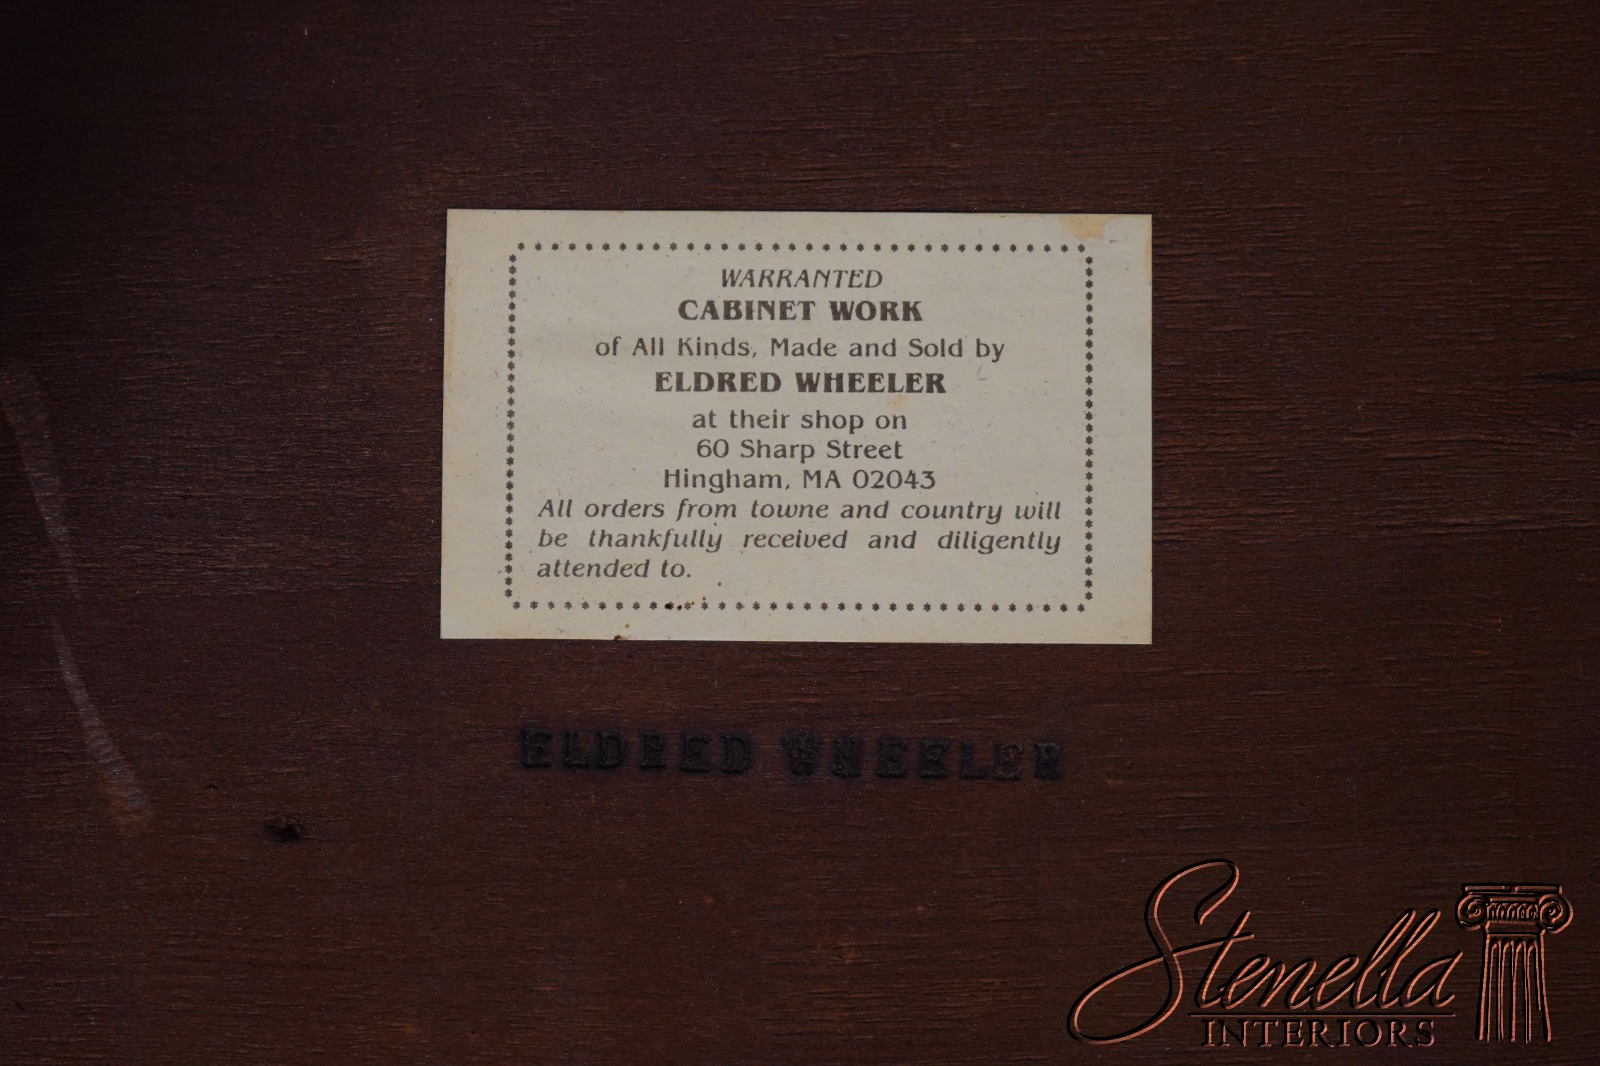 WARRANTED
CABINET WORK
of All Kinds, Made and Sold by
ELDRED WHEELER
at their shop on
60 Sharp Street
Hingham, MA 02043
All orders from towne and country will
be thankfully received and diligently
attended to.
ELDRED WHEELER
Stenella
INTERIORS